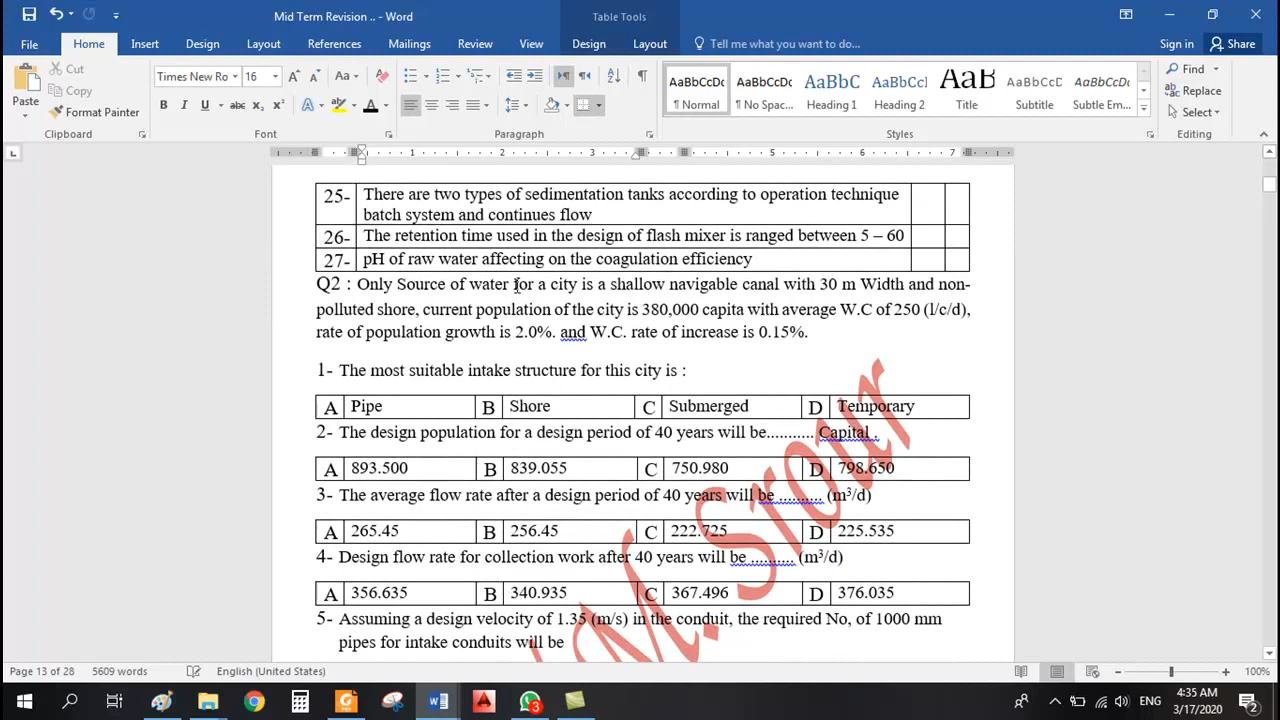 Mid Term Revision .. - Word
Table Tools
File
Home
Insert
Design
Layout
References
Mailings
Review
View
Design
Layout
Tell me what you want to do...
Sign in
Share
Paste
Cut
Copy
Format Painter
Clipboard
Times New Ro
16
Font
Paragraph
AaBbCcDc
¶ Normal
AaBbCcDc
¶ No Spac...
AaBbC
Heading 1
AaBbCcI
Heading 2
AaB
Title
AaBbCcD
Subtitle
AaBbCcDc
Subtle Em...
Styles
Find
Replace
Select
Editing
1 2 3 5 6 7
25- There are two types of sedimentation tanks according to operation technique
batch system and continues flow
26- The retention time used in the design of flash mixer is ranged between 5 – 60
27- pH of raw water affecting on the coagulation efficiency
Q2 : Only Source of water for a city is a shallow navigable canal with 30 m Width and non-
polluted shore, current population of the city is 380,000 capita with average W.C of 250 (l/c/d),
rate of population growth is 2.0%. and W.C. rate of increase is 0.15%.
1- The most suitable intake structure for this city is :
A Pipe B Shore C Submerged D Temporary
2- The design population for a design period of 40 years will be........... Capital .
A 893.500 B 839.055 C 750.980 D 798.650
3- The average flow rate after a design period of 40 years will be .......... (m³/d)
A 265.45 B 256.45 C 222.725 D 225.535
4- Design flow rate for collection work after 40 years will be .......... (m³/d)
A 356.635 B 340.935 C 367.496 D 376.035
5- Assuming a design velocity of 1.35 (m/s) in the conduit, the required No, of 1000 mm
pipes for intake conduits will be
M. Srour
Page 13 of 28
5609 words
English (United States)
100%
3
ENG
4:35 AM
3/17/2020
2